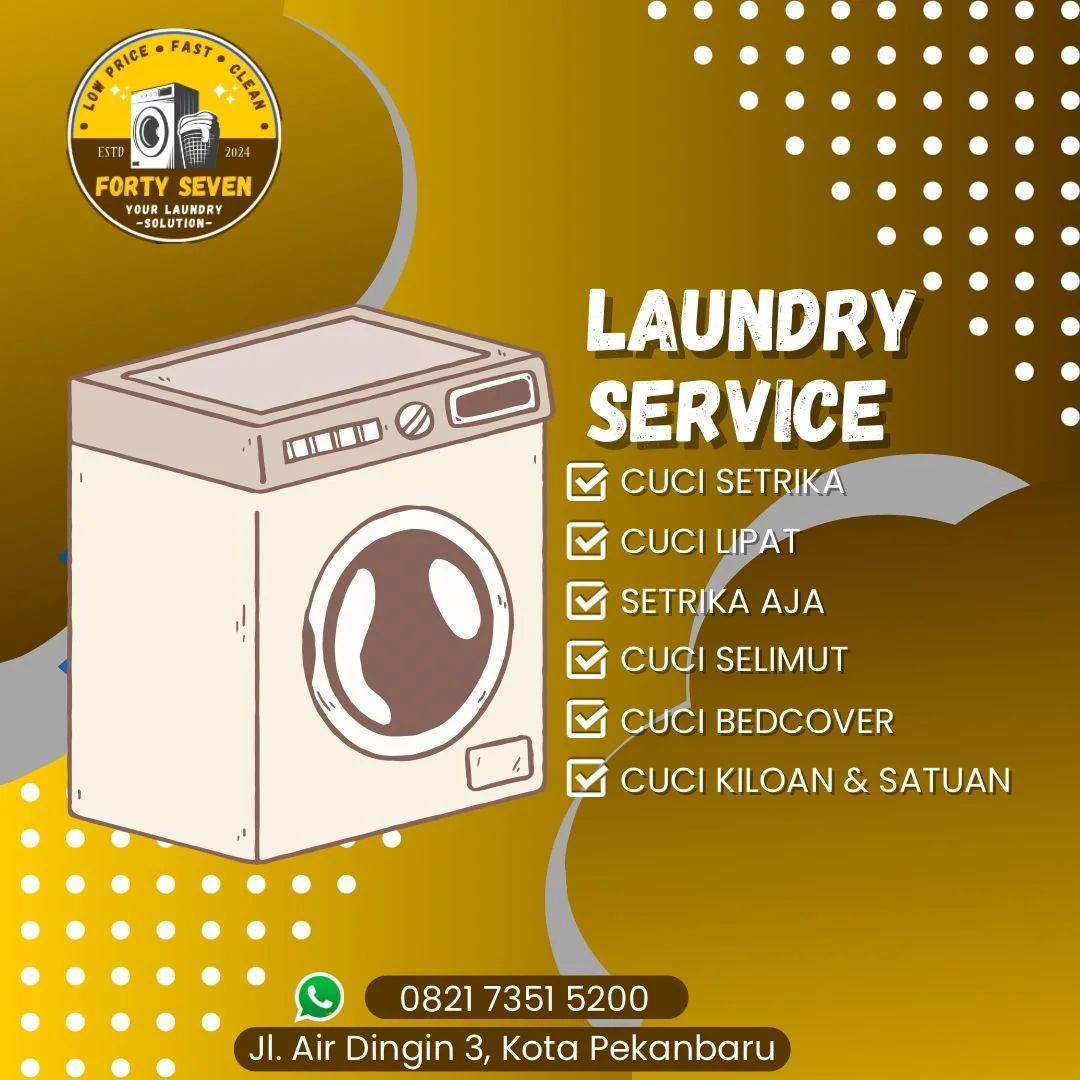 LOW PRICE • FAST • CLEAN
ESTD 2024
FORTY SEVEN
YOUR LAUNDRY
-SOLUTION-
LAUNDRY
SERVICE
CUCI SETRIKA
CUCI LIPAT
SETRIKA AJA
CUCI SELIMUT
CUCI BEDCOVER
CUCI KILOAN & SATUAN
0821 7351 5200
Jl. Air Dingin 3, Kota Pekanbaru